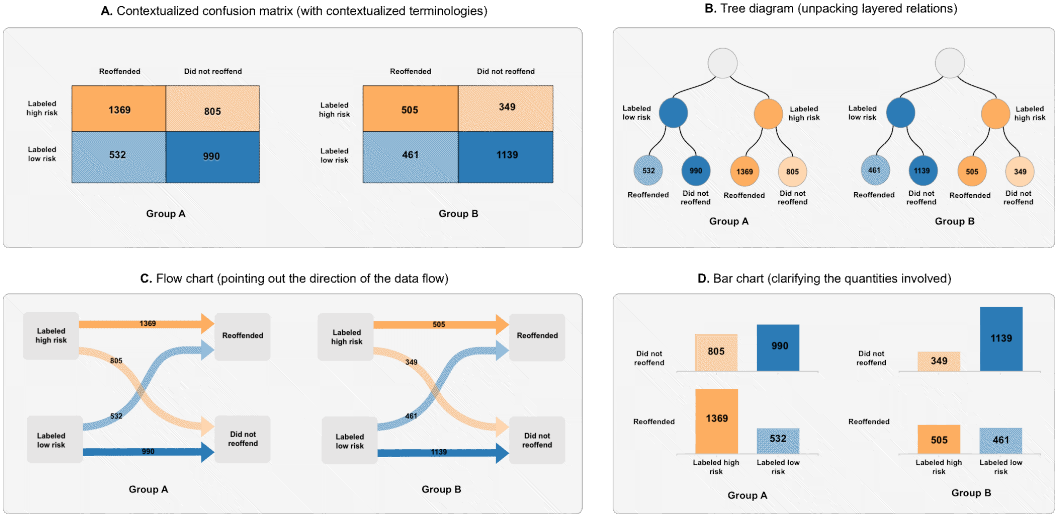 A. Contextualized confusion matrix (with contextualized terminologies)
Reoffended
Did not reoffend
Labeled
high risk
1369
805
Labeled
low risk
532
990
Group A
Reoffended
Did not reoffend
Labeled
high risk
505
349
Labeled
low risk
461
1139
Group B
B. Tree diagram (unpacking layered relations)
Labeled
low risk
Labeled
high risk
532
990
1369
805
Reoffended
Did not
reoffend
Reoffended
Did not
reoffend
Group A
Labeled
low risk
Labeled
high risk
461
1139
505
349
Reoffended
Did not
reoffend
Reoffended
Did not
reoffend
Group B
C. Flow chart (pointing out the direction of the data flow)
Labeled
high risk
1369
Reoffended
805
532
Labeled
low risk
990
Did not
reoffend
Group A
Labeled
high risk
505
Reoffended
349
461
Labeled
low risk
1139
Did not
reoffend
Group B
D. Bar chart (clarifying the quantities involved)
Did not
reoffend
805
990
Reoffended
1369
532
Labeled high
risk
Labeled low
risk
Group A
Did not
reoffend
349
1139
Reoffended
505
461
Labeled high
risk
Labeled low
risk
Group B